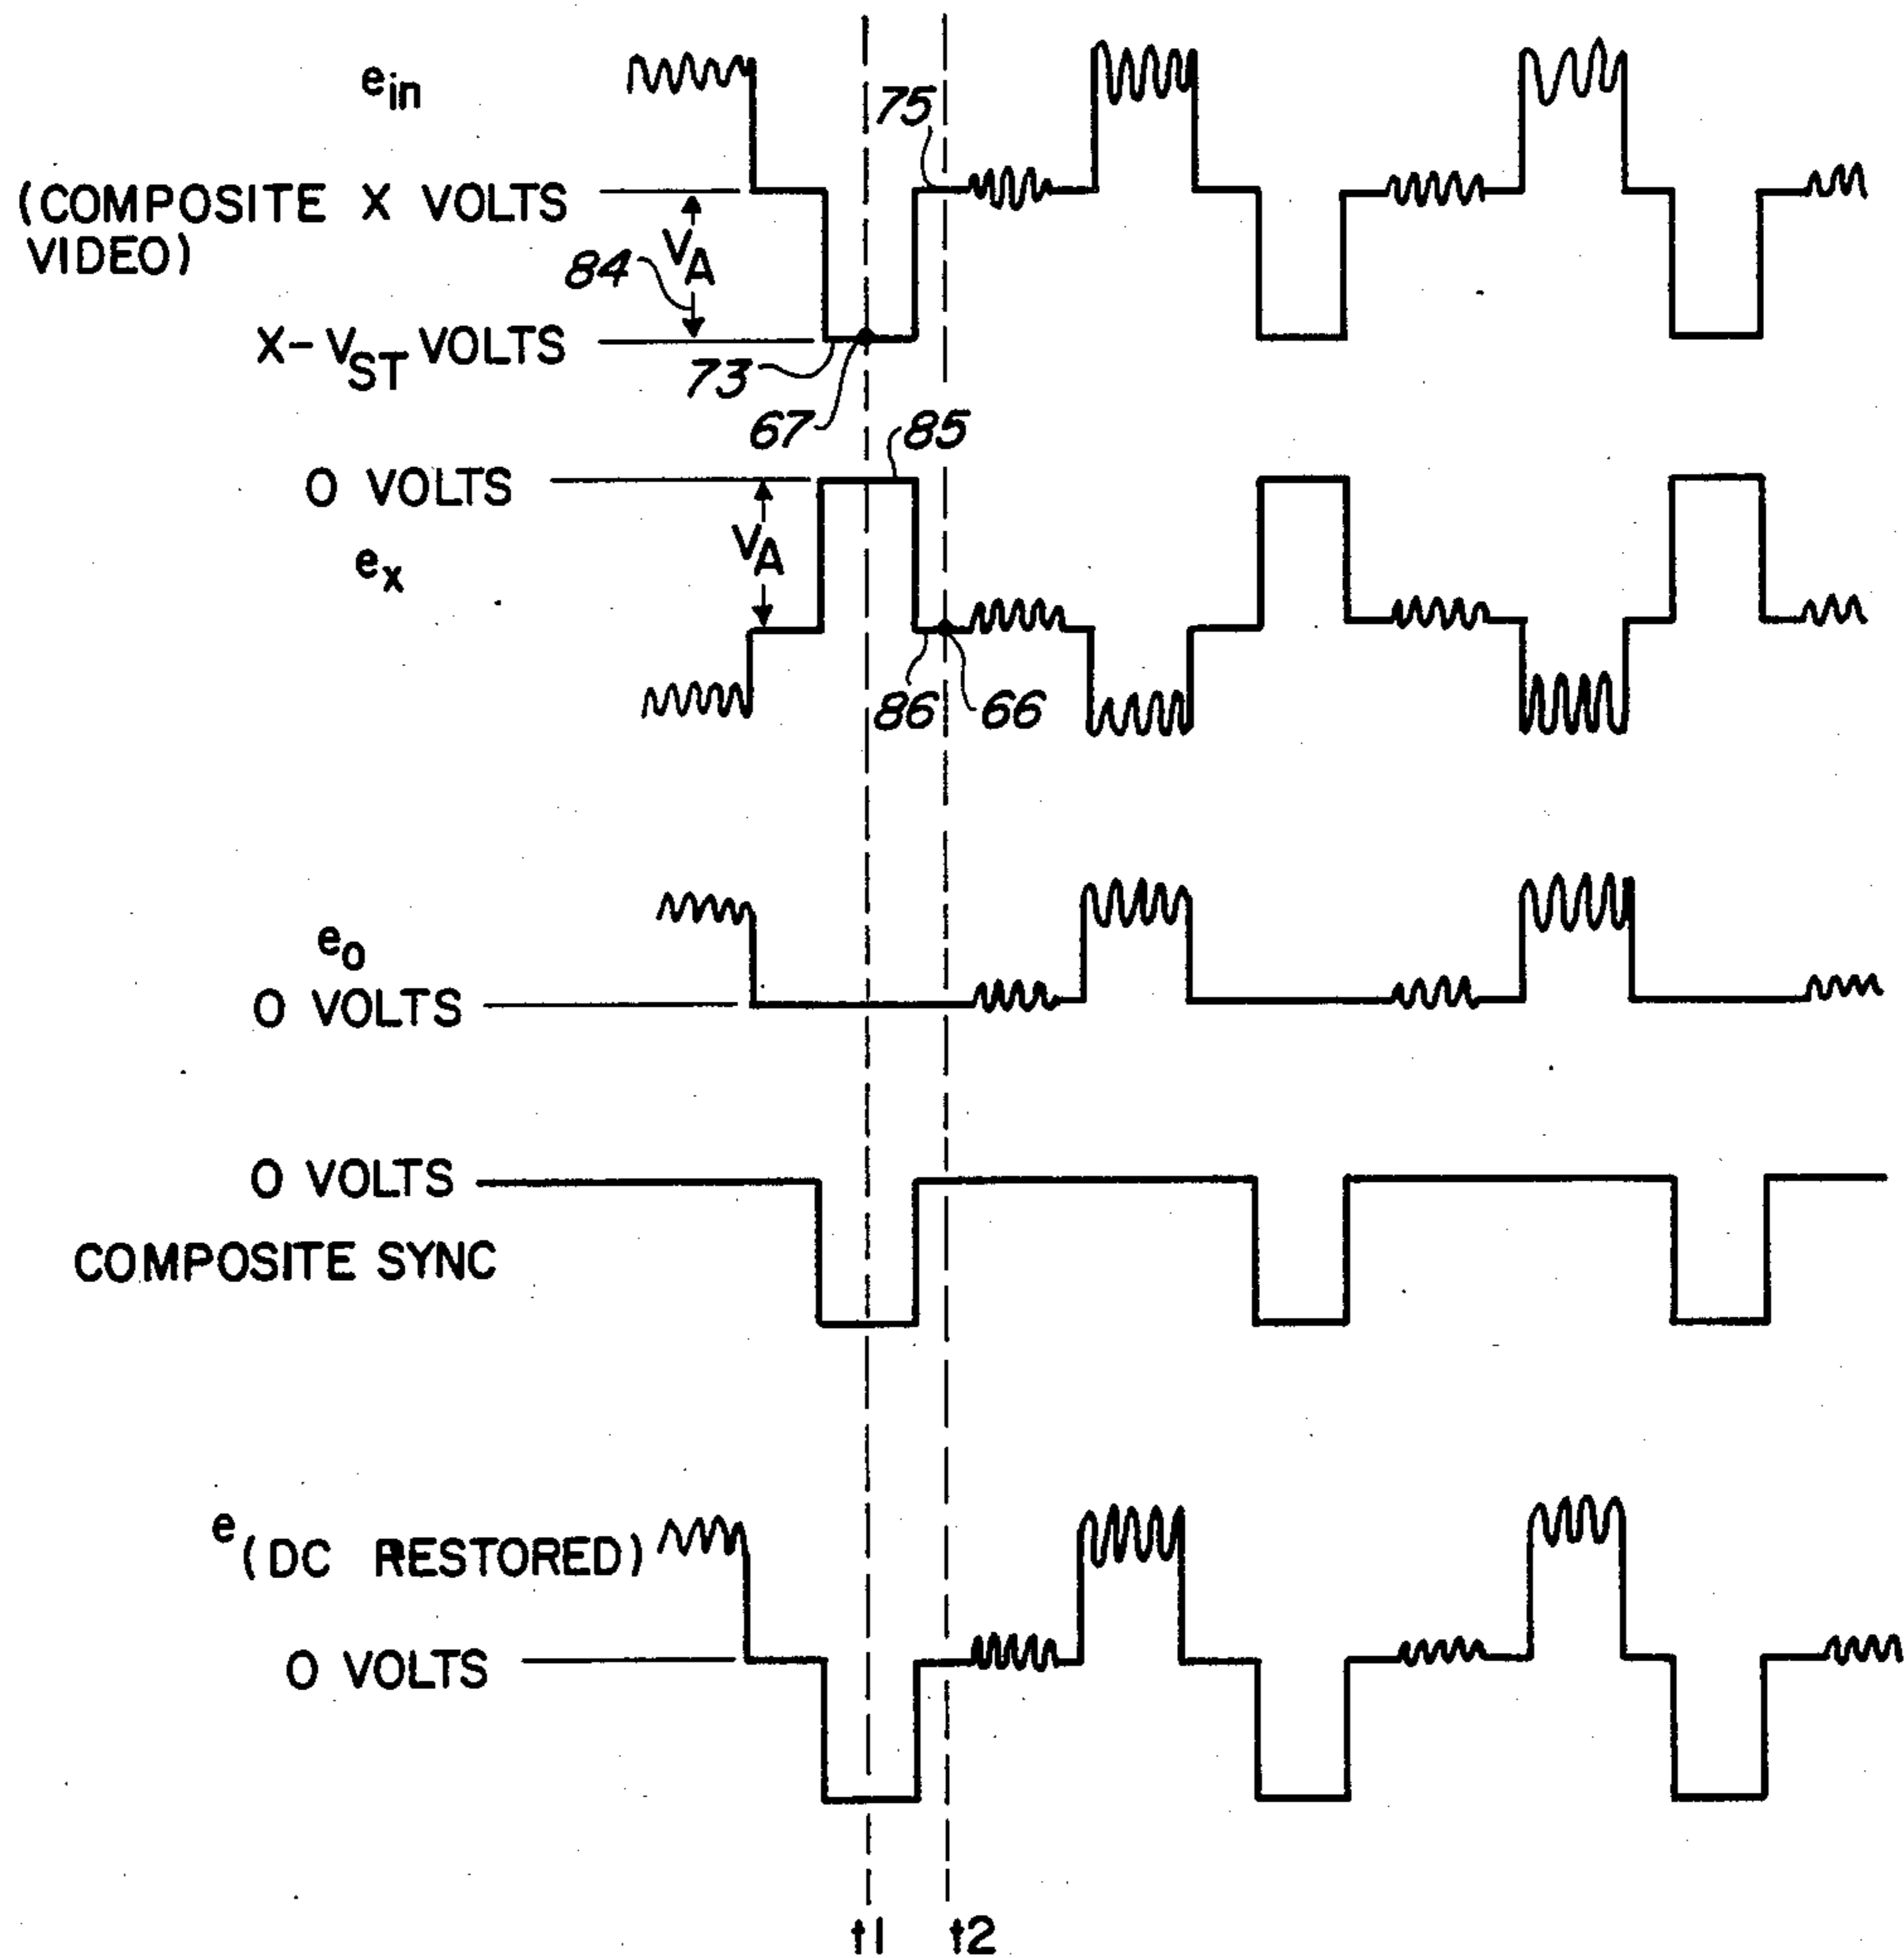 e_in
75
(COMPOSITE X VOLTS
VIDEO)
V_A
84
X-V_ST VOLTS
73
67
85
0 VOLTS
V_A
e_x
86
66
e_o
0 VOLTS
0 VOLTS
COMPOSITE SYNC
e(DC RESTORED)
0 VOLTS
t1 t2